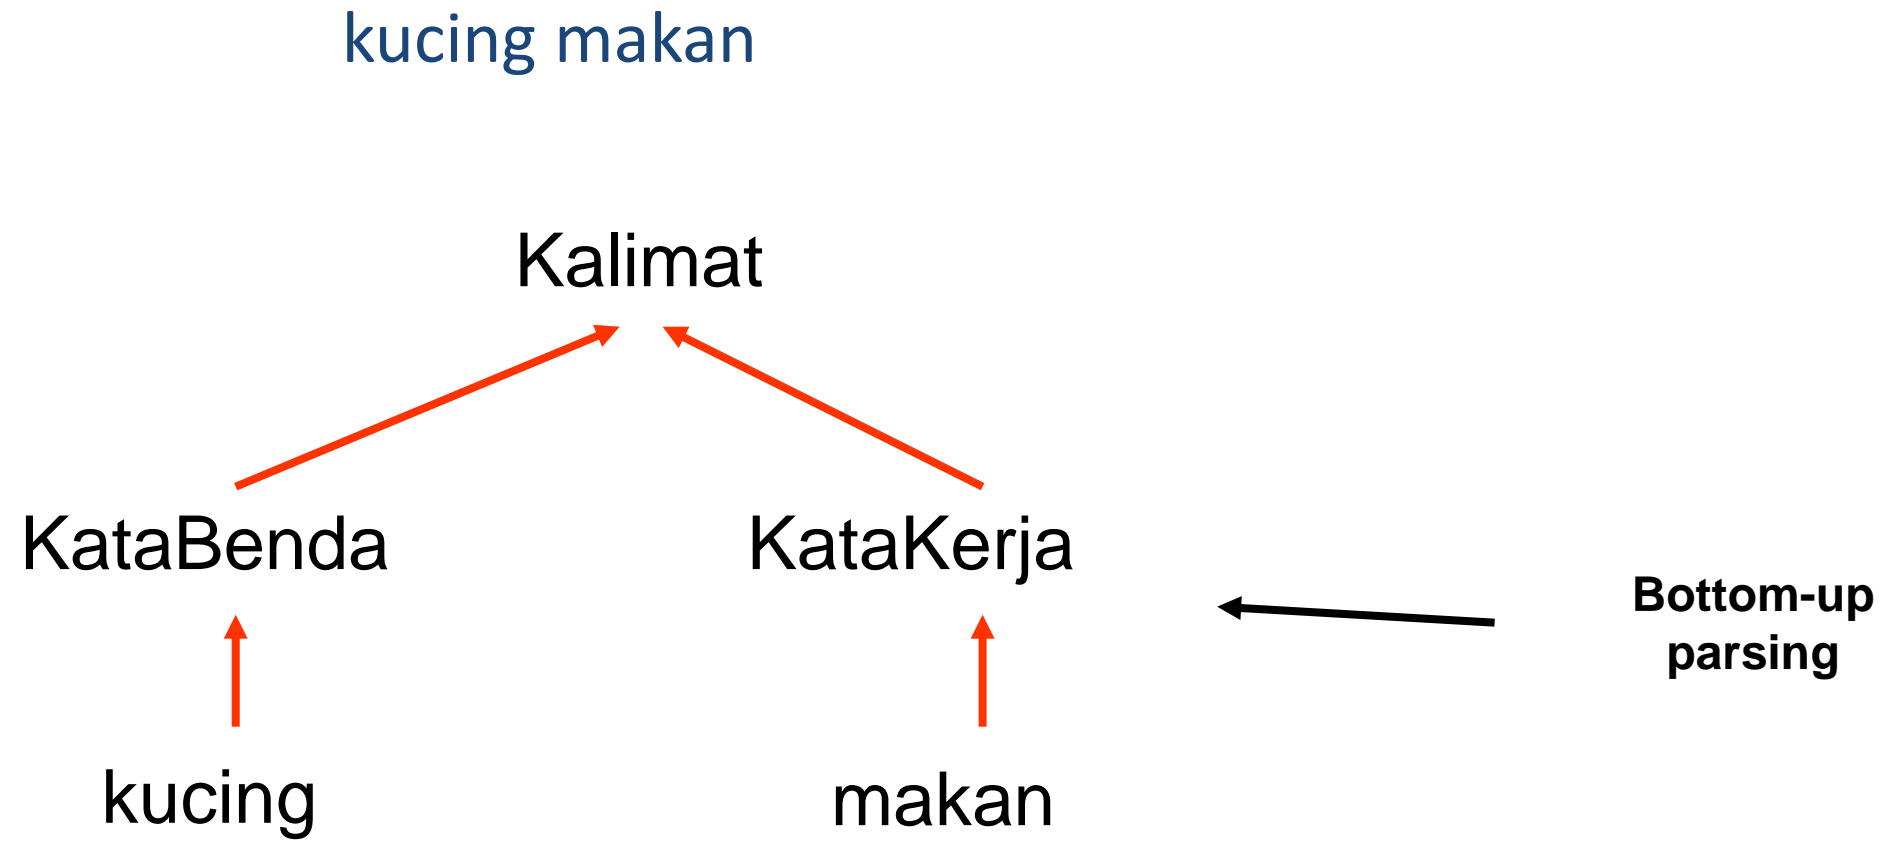 kucing makan
Kalimat
KataBenda
KataKerja
Bottom-up
parsing
kucing
makan